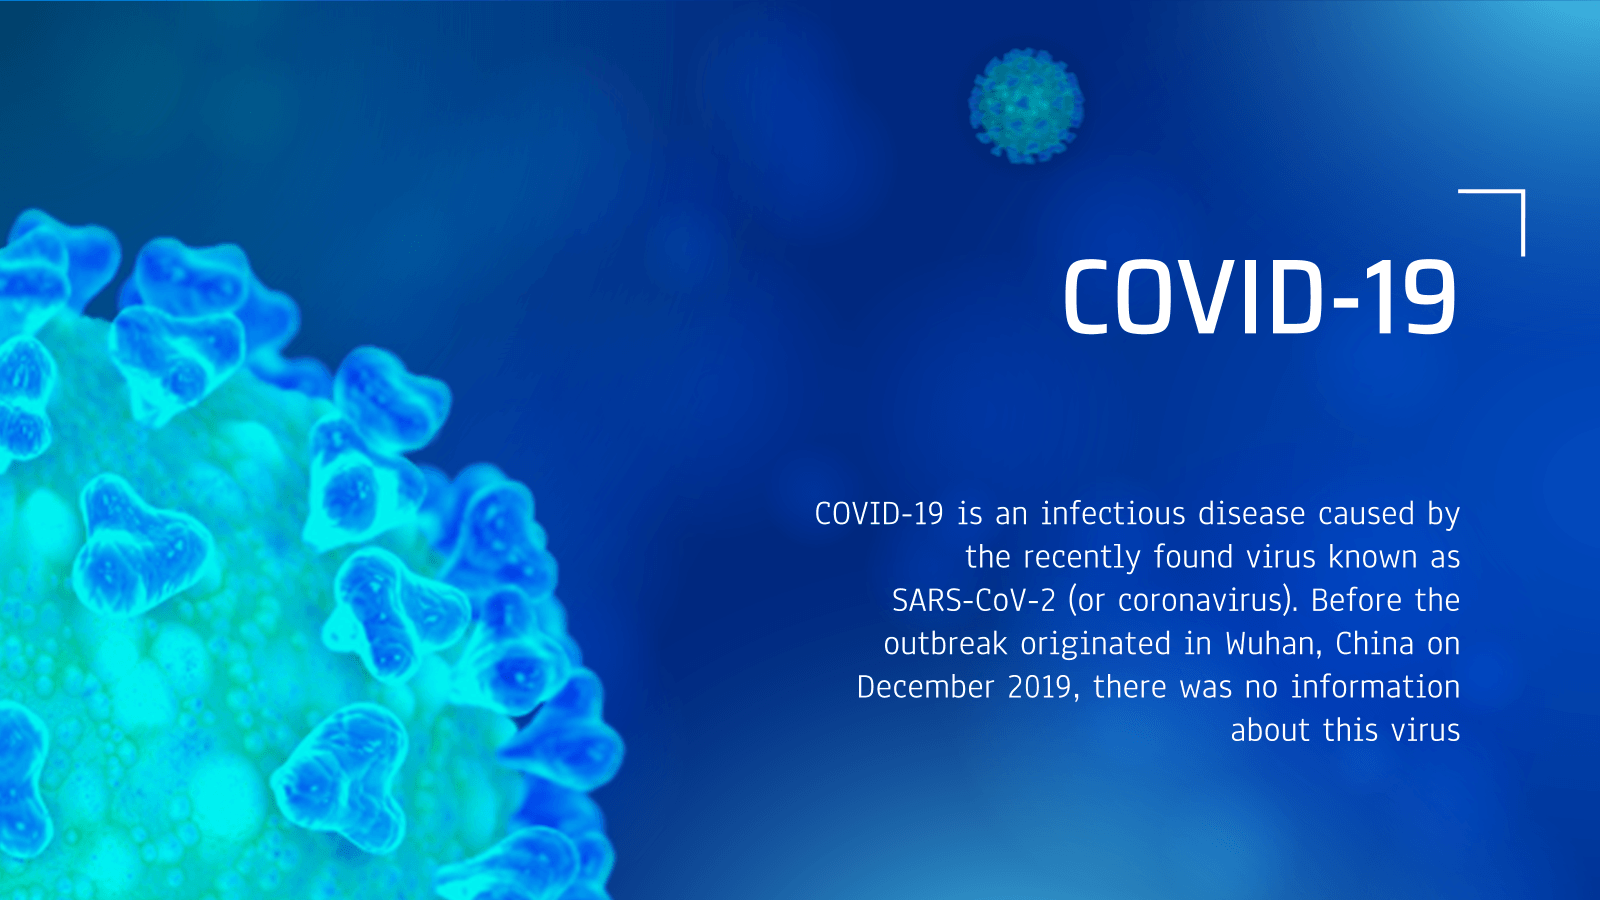 COVID-19
COVID-19 is an infectious disease caused by
the recently found virus known as
SARS-CoV-2 (or coronavirus). Before the
outbreak originated in Wuhan, China on
December 2019, there was no information
about this virus